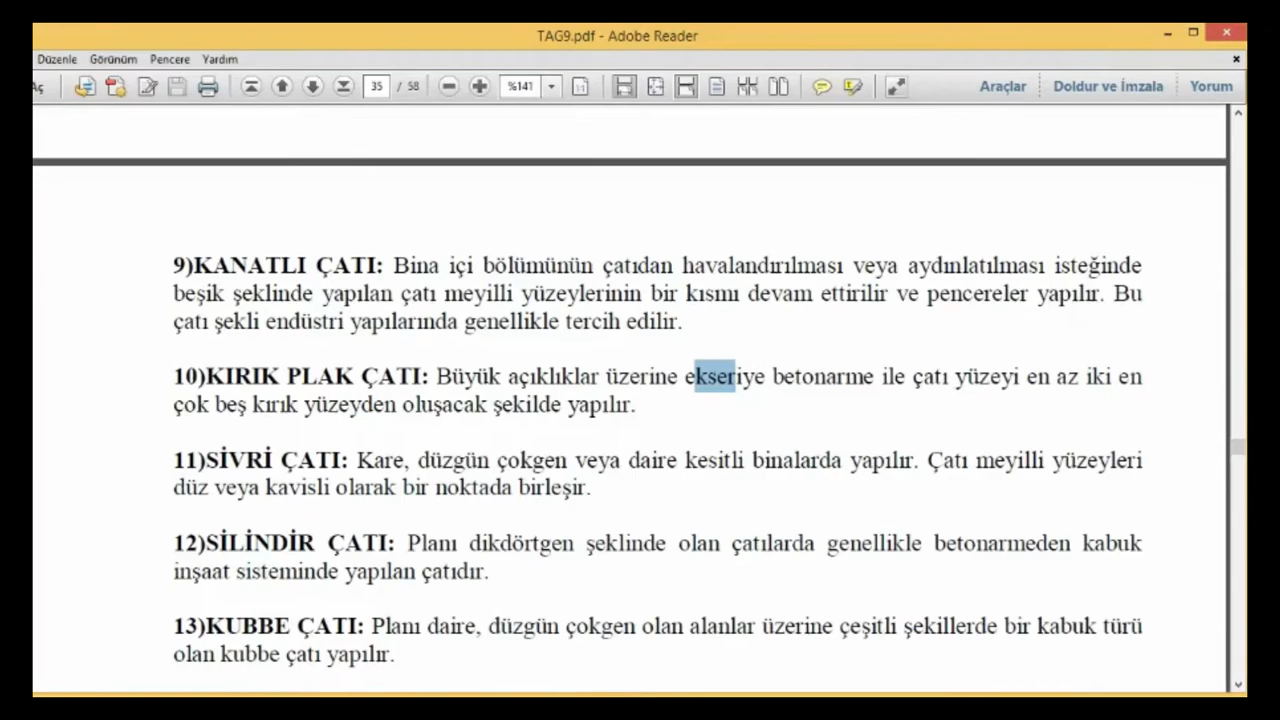 TAG9.pdf - Adobe Reader
Düzenle Görünüm Pencere Yardım
Aç 35 / 58 %141 Araçlar Doldur ve İmzala Yorum
9)KANATLI ÇATI: Bina içi bölümünün çatıdan havalandırılması veya aydınlatılması isteğinde
beşik şeklinde yapılan çatı meyilli yüzeylerinin bir kısmı devam ettirilir ve pencereler yapılır. Bu
çatı şekli endüstri yapılarında genellikle tercih edilir.
10)KIRIK PLAK ÇATI: Büyük açıklıklar üzerine ekseriye betonarme ile çatı yüzeyi en az iki en
çok beş kırık yüzeyden oluşacak şekilde yapılır.
11)SİVRİ ÇATI: Kare, düzgün çokgen veya daire kesitli binalarda yapılır. Çatı meyilli yüzeyleri
düz veya kavisli olarak bir noktada birleşir.
12)SİLİNDİR ÇATI: Planı dikdörtgen şeklinde olan çatılarda genellikle betonarmeden kabuk
inşaat sisteminde yapılan çatıdır.
13)KUBBE ÇATI: Planı daire, düzgün çokgen olan alanlar üzerine çeşitli şekillerde bir kabuk türü
olan kubbe çatı yapılır.